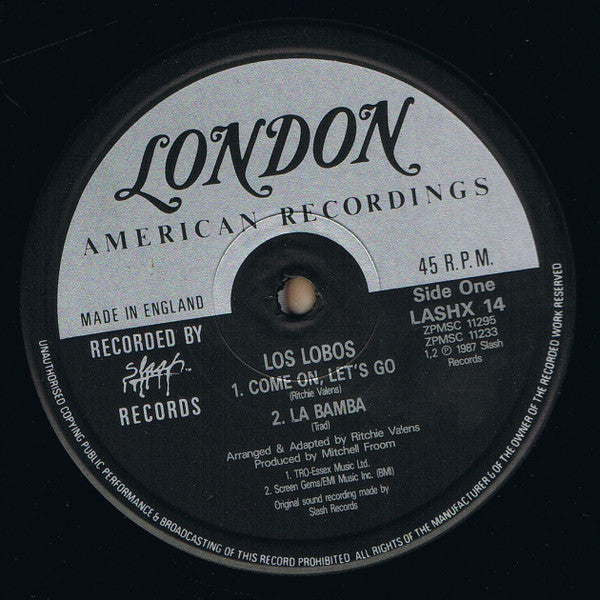 LONDON
AMERICAN RECORDINGS
MADE IN ENGLAND
45 R.P.M.
Side One
LASHX 14
ZPMSC 11295
ZPMSC 11233
1,2 ℗ 1987 Slash
Records
RECORDED BY
Slash
RECORDS
LOS LOBOS
1. COME ON, LET'S GO
(Ritchie Valens)
2. LA BAMBA
(Trad)
Arranged & Adapted by Ritchie Valens
Produced by Mitchell Froom
1. TRO-Essex Music Ltd.
2. Screen Gems/EMI Music Inc. (BMI)
Original sound recording made by
Slash Records
UNAUTHORISED COPYING PUBLIC PERFORMANCE & BROADCASTING OF THIS RECORD PROHIBITED ALL RIGHTS OF THE MANUFACTURER & OF THE OWNER OF THE RECORDED WORK RESERVED